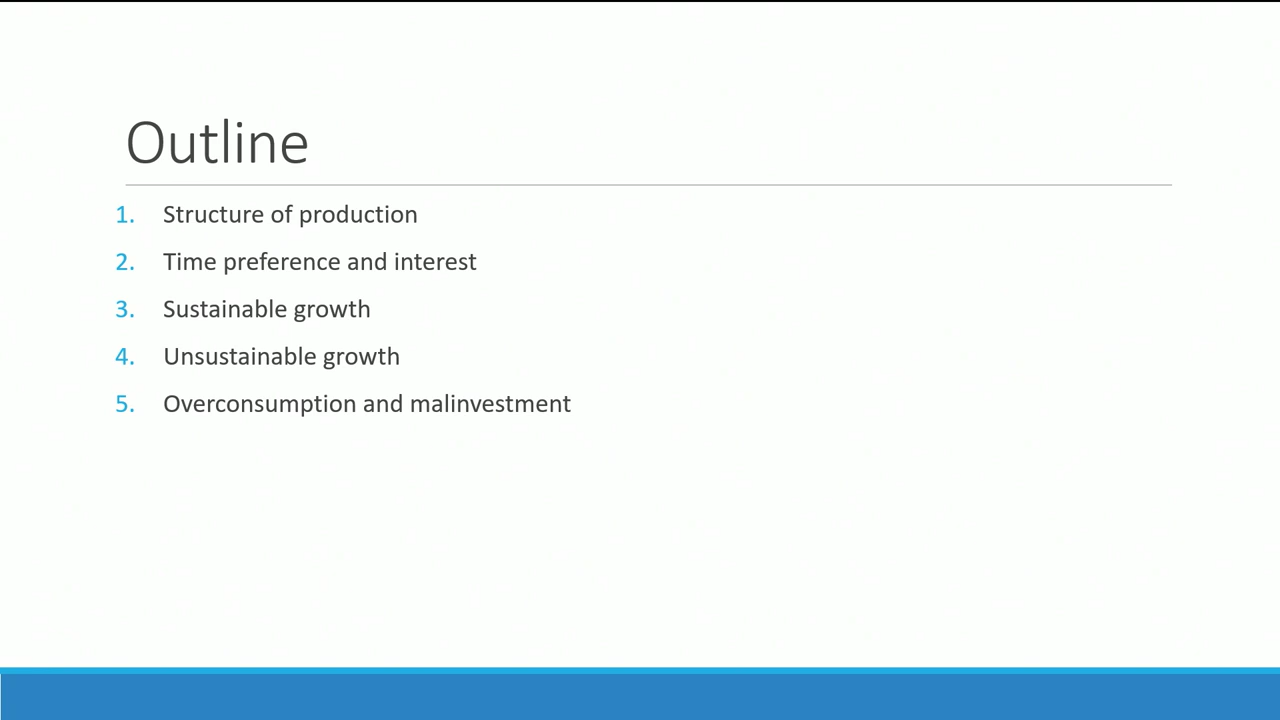 Outline
1. Structure of production
2. Time preference and interest
3. Sustainable growth
4. Unsustainable growth
5. Overconsumption and malinvestment